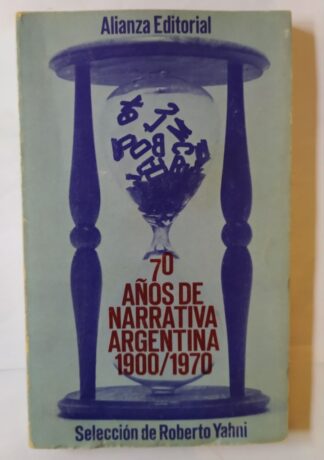 Alianza Editorial
70
AÑOS DE
NARRATIVA
ARGENTINA
1900/1970
Selección de Roberto Yahni